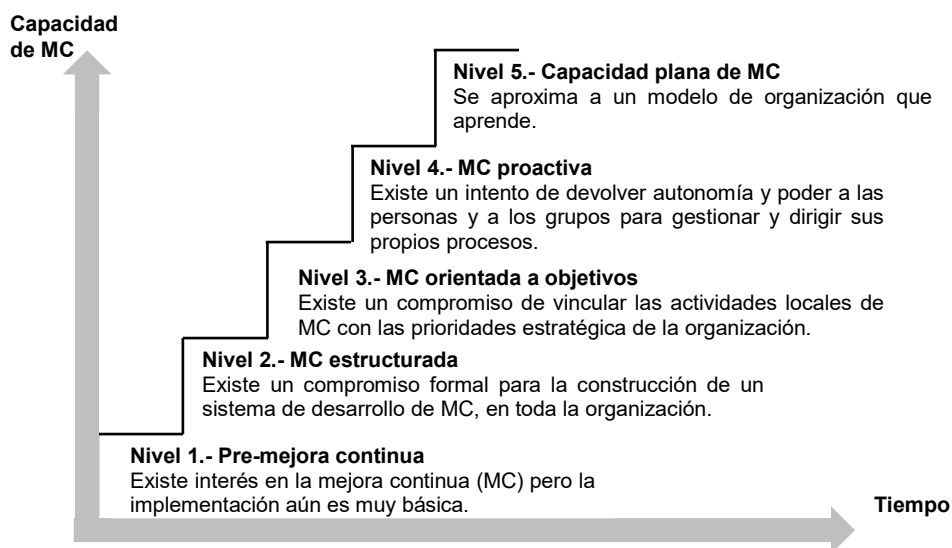 Capacidad
de MC
Nivel 5.- Capacidad plana de MC
Se aproxima a un modelo de organización que
aprende.
Nivel 4.- MC proactiva
Existe un intento de devolver autonomía y poder a las
personas y a los grupos para gestionar y dirigir sus
propios procesos.
Nivel 3.- MC orientada a objetivos
Existe un compromiso de vincular las actividades locales de
MC con las prioridades estratégica de la organización.
Nivel 2.- MC estructurada
Existe un compromiso formal para la construcción de un
sistema de desarrollo de MC, en toda la organización.
Nivel 1.- Pre-mejora continua
Existe interés en la mejora continua (MC) pero la
implementación aún es muy básica.
Tiempo